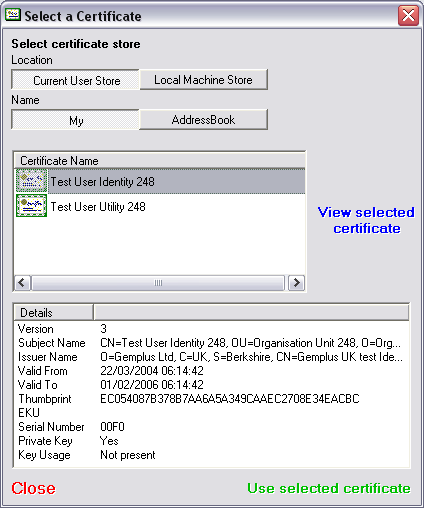 Select a Certificate
Select certificate store
Location
Current User Store Local Machine Store
Name
My AddressBook
Certificate Name
Test User Identity 248
Test User Utility 248
View selected
certificate
Details
Version 3
Subject Name CN=Test User Identity 248, OU=Organisation Unit 248, O=Org...
Issuer Name O=Gemplus Ltd, C=UK, S=Berkshire, CN=Gemplus UK test Ide...
Valid From 22/03/2004 06:14:42
Valid To 01/02/2006 06:14:42
Thumbprint EC054087B378B7AA6A5A349CAAEC2708E34EACBC
EKU
Serial Number 00F0
Private Key Yes
Key Usage Not present
Close Use selected certificate